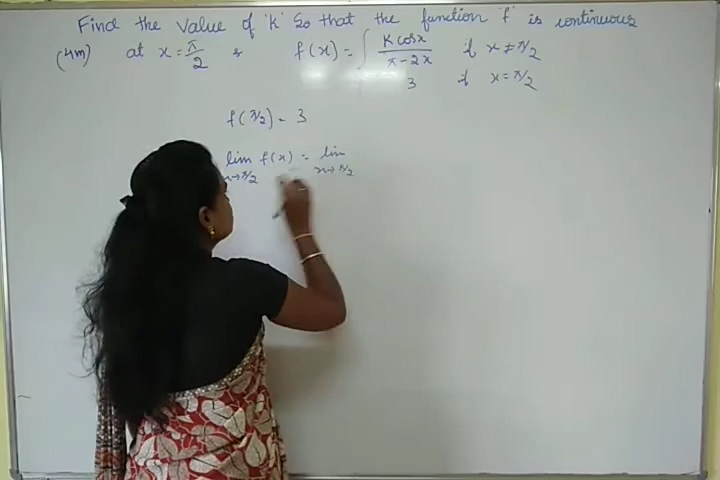 Find the value of 'k' so that the function 'f' is continuous
(4m) at x = π/2 f(x) = { k cosx / π - 2x if x ≠ π/2
3 if x = π/2
f(π/2) = 3
lim x→π/2 f(x) = lim x→π/2